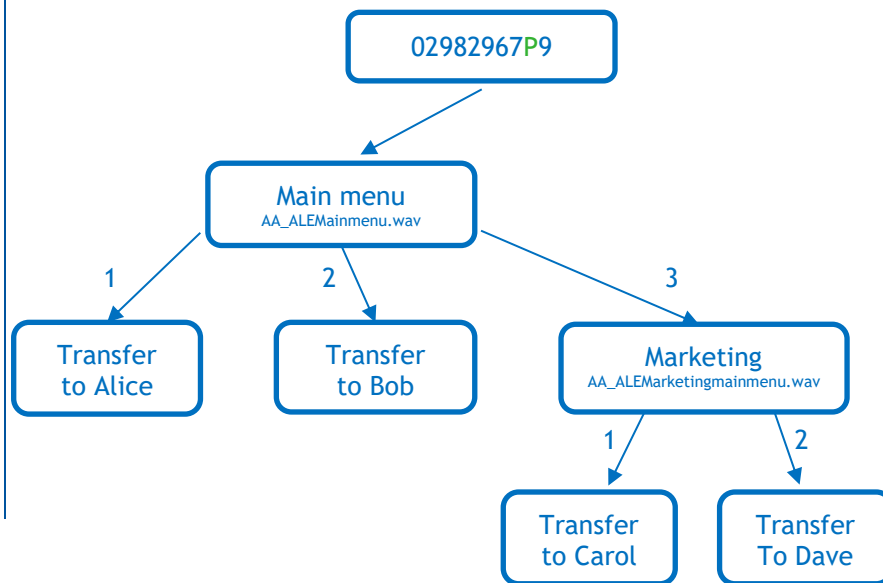 02982967P9
Main menu
AA_ALEMainmenu.wav
1
2
3
Transfer
to Alice
Transfer
to Bob
Marketing
AA_ALEMarketingmainmenu.wav
1
2
Transfer
to Carol
Transfer
To Dave